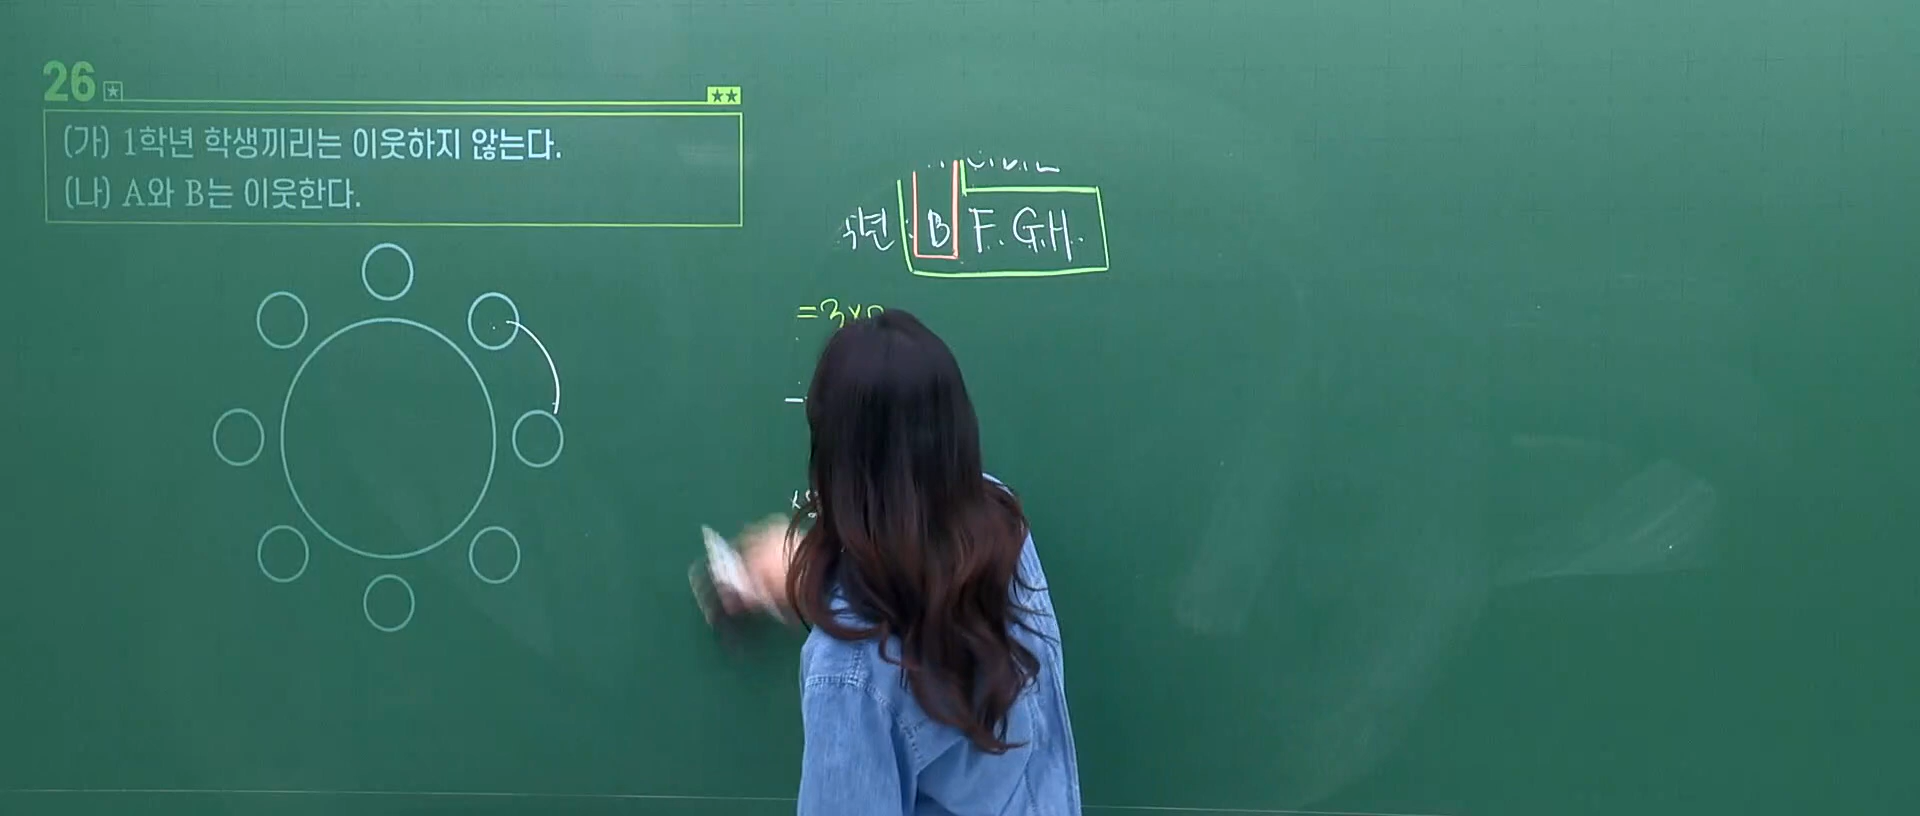 26
(가) 1학년 학생끼리는 이웃하지 않는다.
(나) A와 B는 이웃한다.
B F. G. H.
=3×